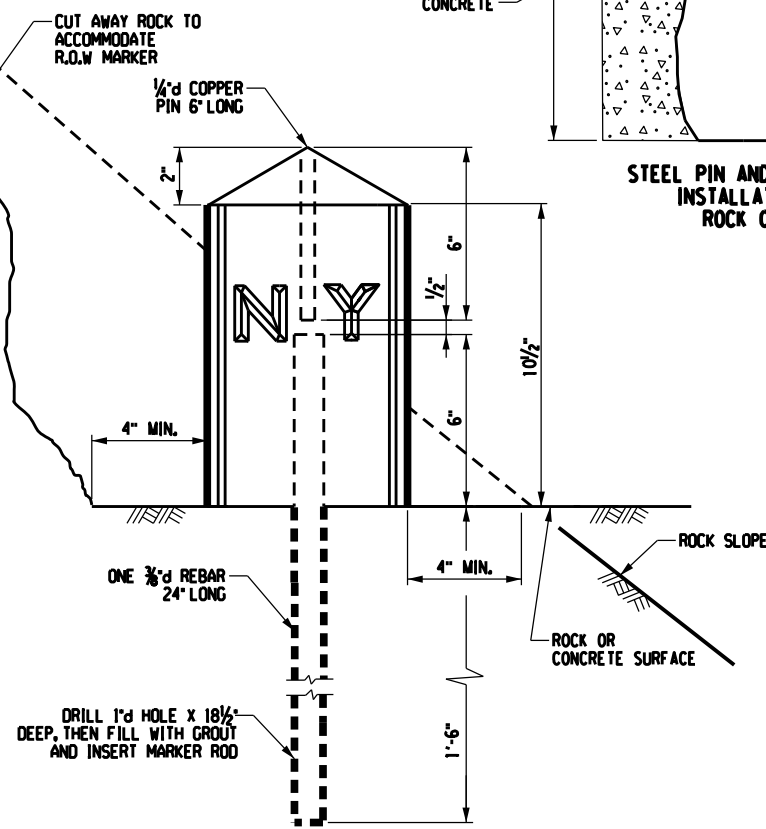 CONCRETE
CUT AWAY ROCK TO
ACCOMMODATE
R.O.W MARKER
¼"d COPPER
PIN 6" LONG
2"
STEEL PIN AND
INSTALLA
ROCK O
6"
½"
N Y
10½"
6"
4" MIN.
4" MIN.
ROCK SLOPE
ONE ⅜"d REBAR
24" LONG
ROCK OR
CONCRETE SURFACE
DRILL 1"d HOLE X 18½"
DEEP, THEN FILL WITH GROUT
AND INSERT MARKER ROD
1'-6"